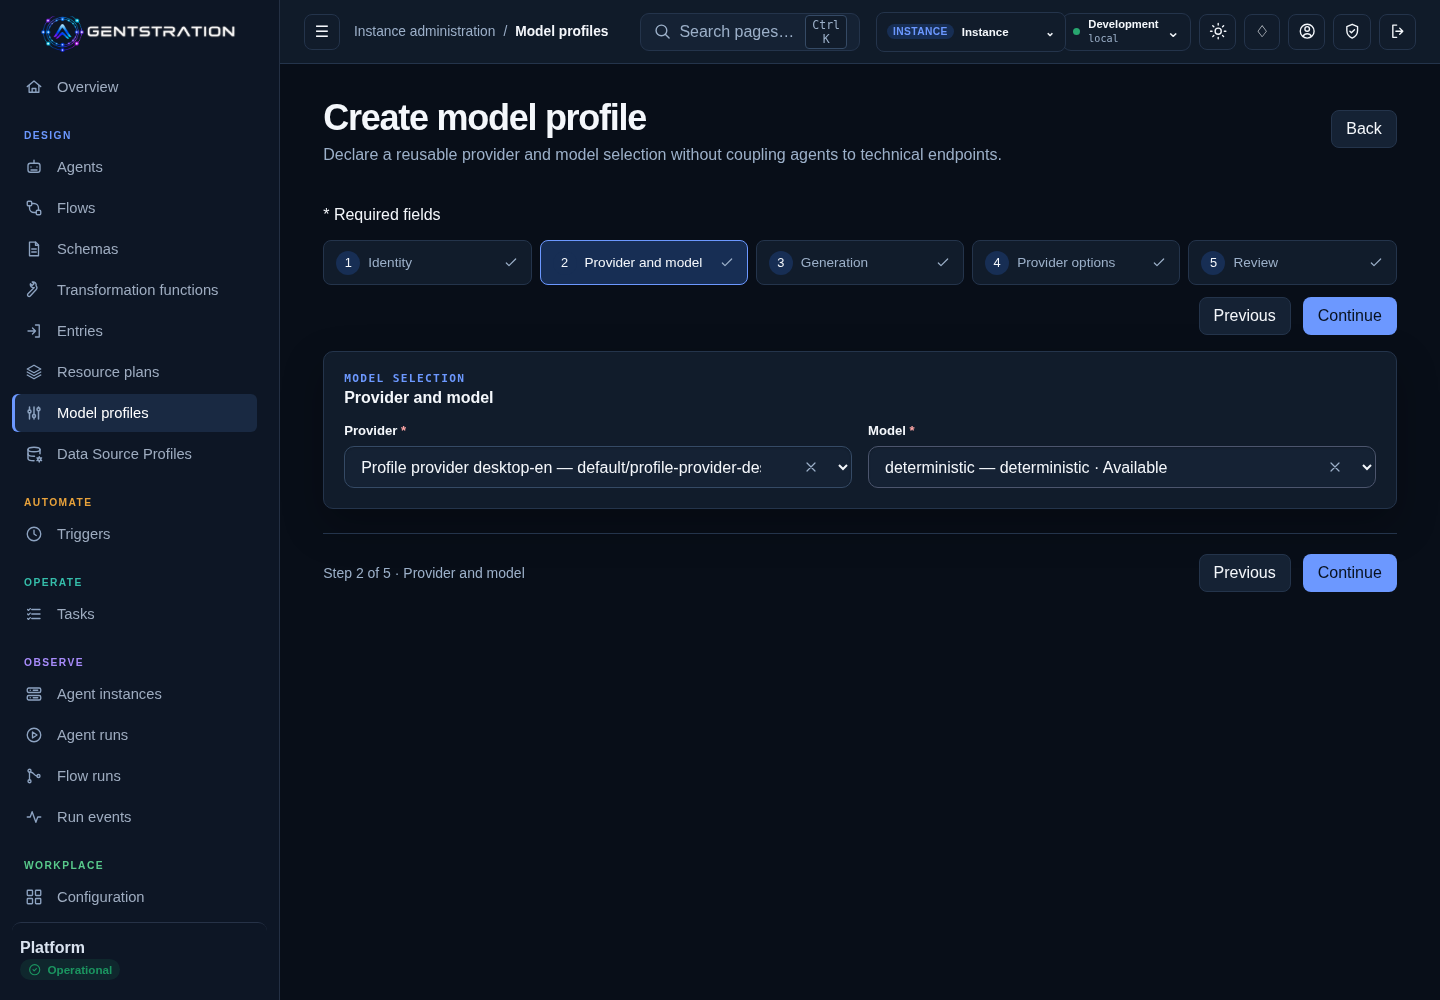 GENTSTRATION
Overview
DESIGN
Agents
Flows
Schemas
Transformation functions
Entries
Resource plans
Model profiles
Data Source Profiles
AUTOMATE
Triggers
OPERATE
Tasks
OBSERVE
Agent instances
Agent runs
Flow runs
Run events
WORKPLACE
Configuration
Platform
Operational
Instance administration / Model profiles
Search pages…
Ctrl
K
INSTANCE Instance
Development
local
Create model profile
Declare a reusable provider and model selection without coupling agents to technical endpoints.
Back
* Required fields
1 Identity
2 Provider and model
3 Generation
4 Provider options
5 Review
Previous
Continue
MODEL SELECTION
Provider and model
Provider *
Profile provider desktop-en — default/profile-provider-de
Model *
deterministic — deterministic · Available
Step 2 of 5 · Provider and model
Previous
Continue